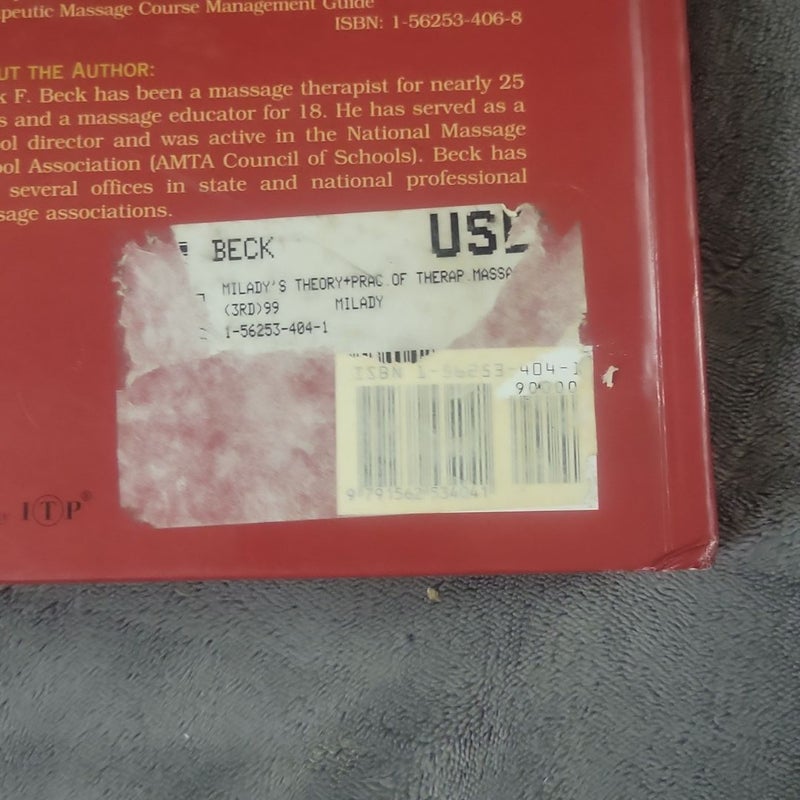 peutic Massage Course Management Guide
ISBN: 1-56253-406-8
UT THE AUTHOR:
k F. Beck has been a massage therapist for nearly 25
s and a massage educator for 18. He has served as a
ol director and was active in the National Massage
ool Association (AMTA Council of Schools). Beck has
several offices in state and national professional
sage associations.
BECK USE
MILADY'S THEORY+PRAC.OF THERAP.MASSA
(3RD)99 MILADY
1-56253-404-1
ISBN 1-56253-404-1
90000
9 791562 534041
ITP®